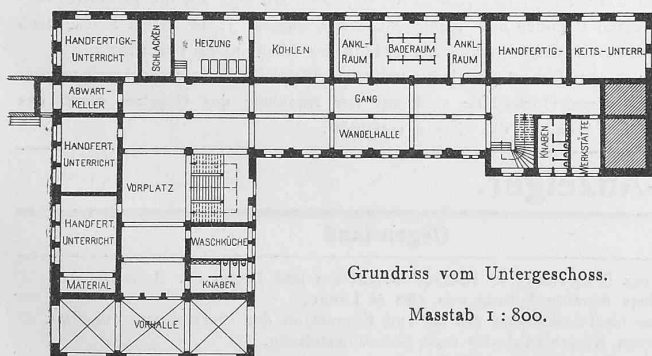 HANDFERTIGK.-
UNTERRICHT
SCHLACKEN
HEIZUNG
KOHLEN
ANKL-
RAUM
BADERAUM
ANKL-
RAUM
HANDFERTIG-
KEITS-UNTERR.
ABWART-
KELLER
GANG
WANDELHALLE
HANDFERT.
UNTERRICHT
VORPLATZ
KNABEN
WERKSTÄTTE
HANDFERT.
UNTERRICHT
WASCHKÜCHE
MATERIAL
KNABEN
VORHALLE
Grundriss vom Untergeschoss.
Masstab 1 : 800.